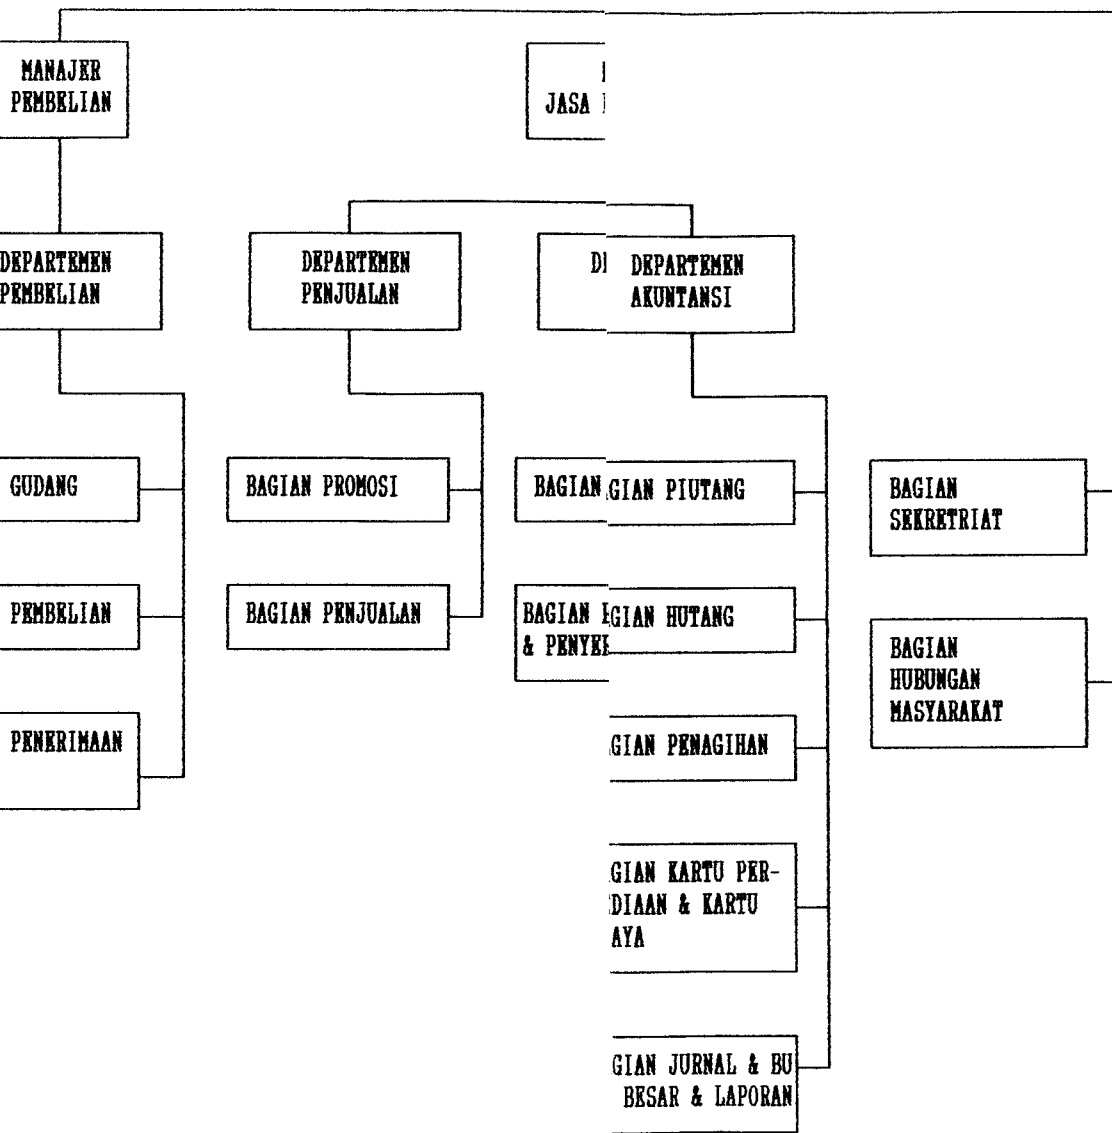 MANAJER
PEMBELIAN
JASA
DEPARTEMEN
PEMBELIAN
DEPARTEMEN
PENJUALAN
DEPARTEMEN
AKUNTANSI
GUDANG
PEMBELIAN
PENERIMAAN
BAGIAN PROMOSI
BAGIAN PENJUALAN
BAGIAN
BAGIAN
&
GIAN PIUTANG
GIAN HUTANG
GIAN PENAGIHAN
GIAN KARTU PER-
DIAAN & KARTU
AYA
GIAN JURNAL & BU
BESAR & LAPORAN
BAGIAN
SEKRETRIAT
BAGIAN
HUBUNGAN
MASYARAKAT